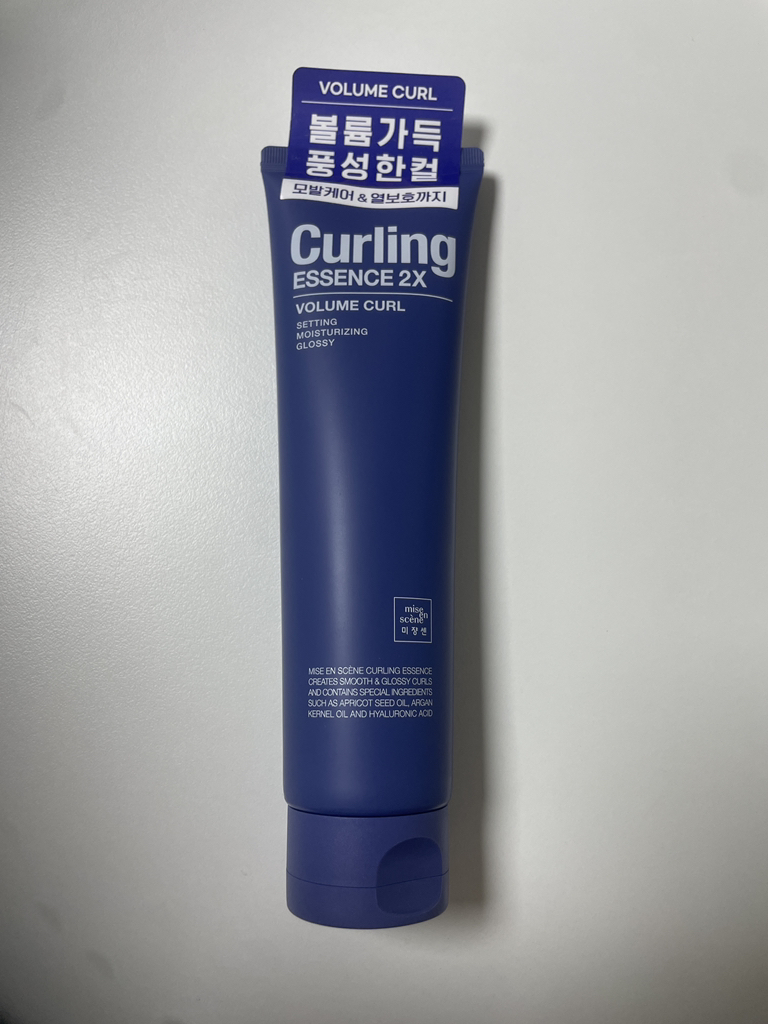 VOLUME CURL
볼륨가득
풍성한컬
모발케어 & 열보호까지
Curling
ESSENCE 2X
VOLUME CURL
SETTING
MOISTURIZING
GLOSSY
mise
en
scène
미쟝센
MISE EN SCÈNE CURLING ESSENCE
CREATES SMOOTH & GLOSSY CURLS
AND CONTAINS SPECIAL INGREDIENTS
SUCH AS APRICOT SEED OIL, ARGAN
KERNEL OIL AND HYALURONIC ACID